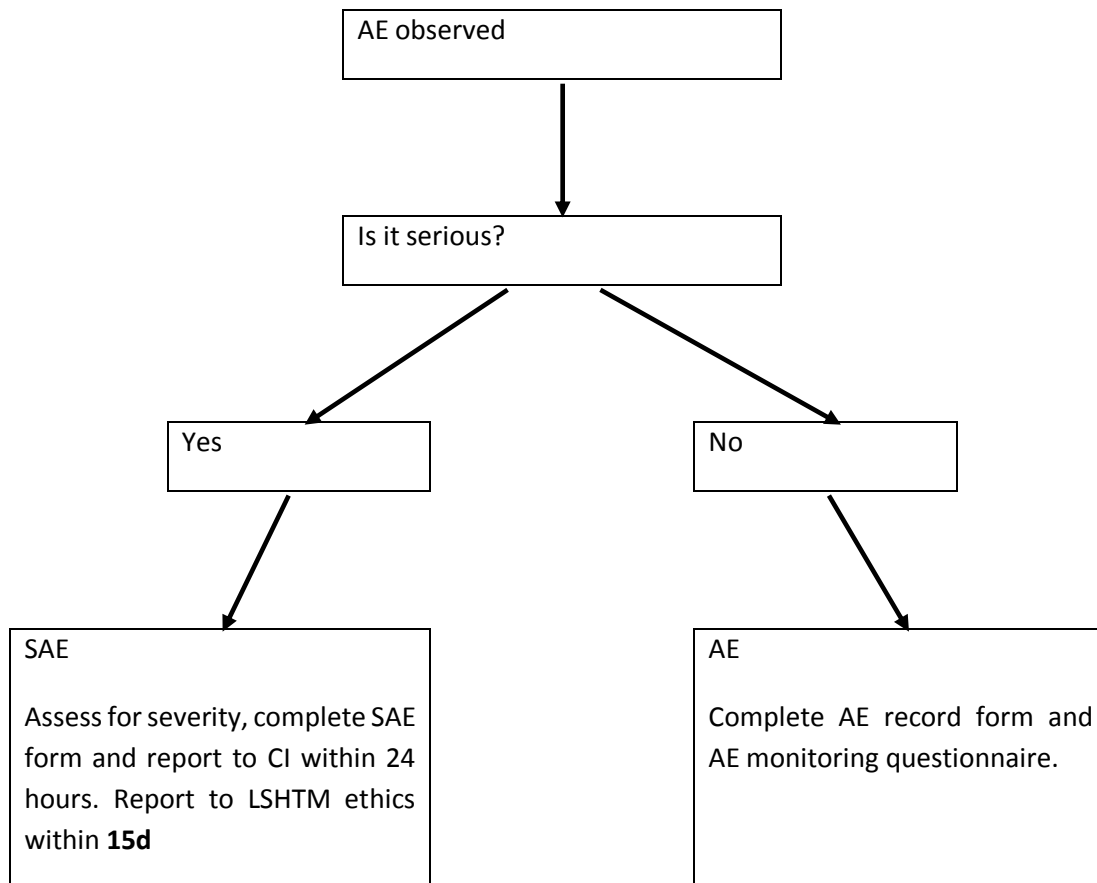 AE observed
Is it serious?
Yes
No
SAE
Assess for severity, complete SAE
form and report to CI within 24
hours. Report to LSHTM ethics
within 15d
AE
Complete AE record form and
AE monitoring questionnaire.